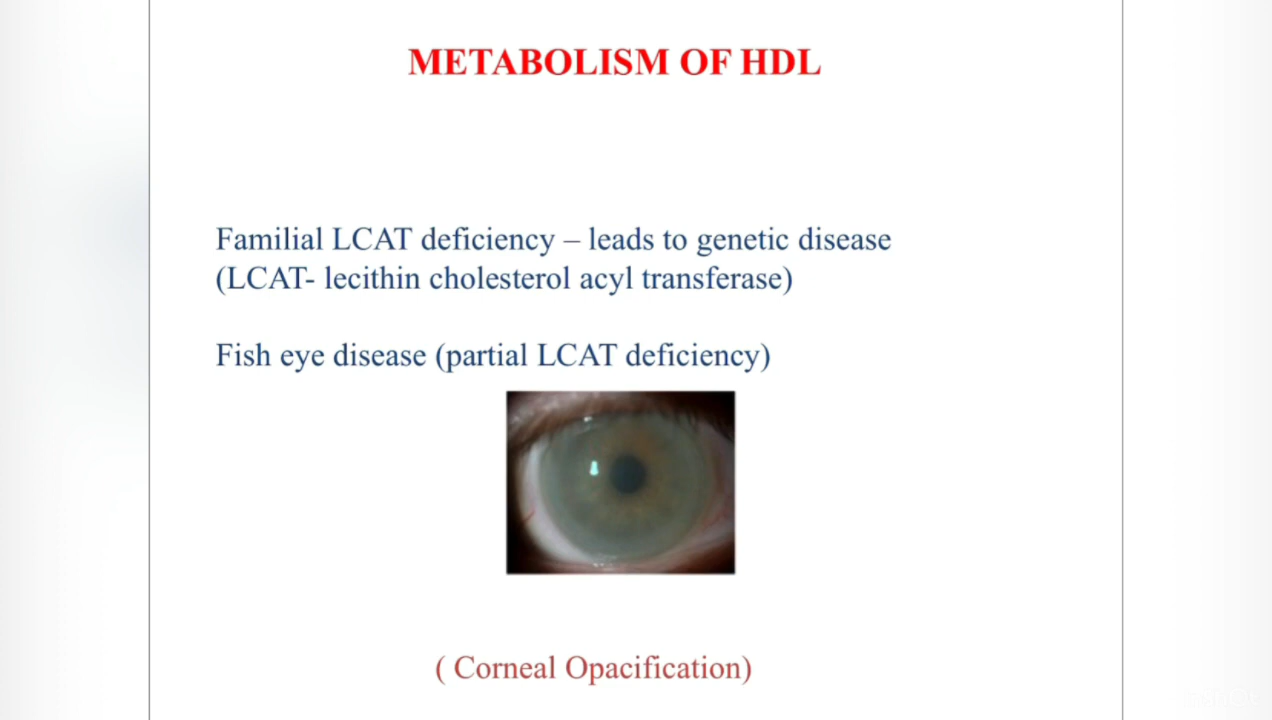 METABOLISM OF HDL
Familial LCAT deficiency – leads to genetic disease
(LCAT- lecithin cholesterol acyl transferase)
Fish eye disease (partial LCAT deficiency)
( Corneal Opacification)